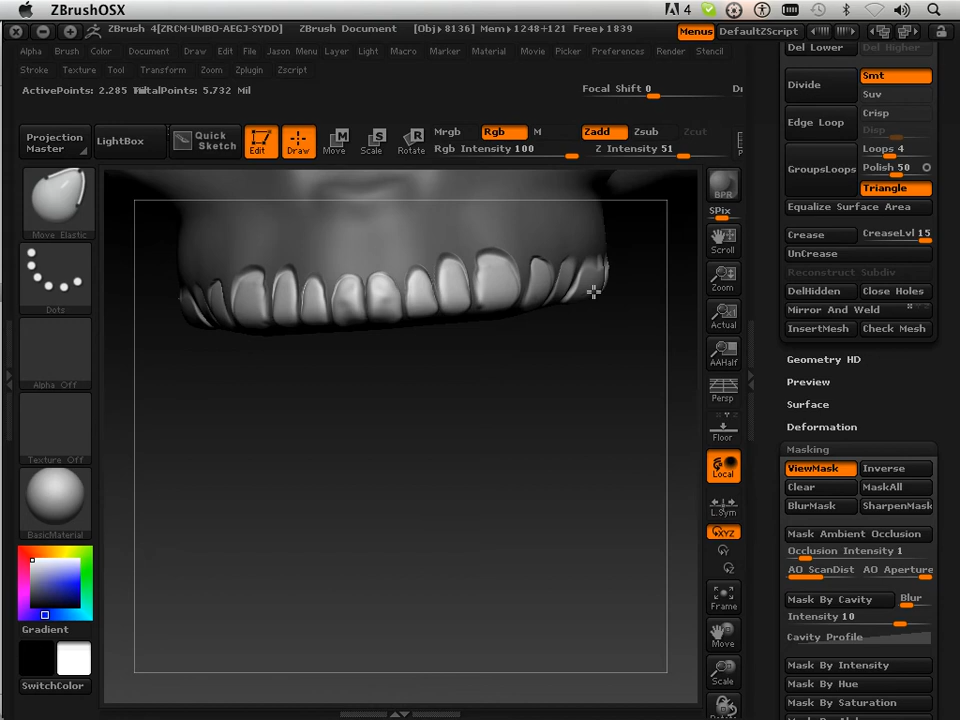 ZBrushOSX
4
ZBrush 4[ZRCM-UMBO-AEGJ-SYDD] ZBrush Document [Obj▸8136] Mem▸1248+121 Free▸1839 Menus DefaultZScript
Alpha Brush Color Document Draw Edit File Jason Menu Layer Light Macro Marker Material Movie Picker Preferences Render Stencil
Stroke Texture Tool Transform Zoom Zplugin Zscript
ActivePoints: 2.285 Mil TotalPoints: 5.732 Mil
Focal Shift 0
Dr
Projection Master
LightBox
Quick Sketch
Edit
Draw
Move
Scale
Rotate
Mrgb Rgb M
Rgb Intensity 100
Zadd Zsub Zcut
Z Intensity 51
Move Elastic
Dots
Alpha Off
Texture Off
BasicMaterial
Gradient
SwitchColor
BPR
SPix
Scroll
Zoom
Actual
AAHalf
Persp
Floor
Local
L.Sym
XYZ
Frame
Move
Scale
Del Lower Del Higher
Divide
Smt
Suv
Edge Loop
Crisp
Disp
GroupsLoops
Loops 4
Polish 50
Triangle
Equalize Surface Area
Crease CreaseLvl 15
UnCrease
Reconstruct Subdiv
DelHidden Close Holes
Mirror And Weld
InsertMesh Check Mesh
Geometry HD
Preview
Surface
Deformation
Masking
ViewMask Inverse
Clear MaskAll
BlurMask SharpenMask
Mask Ambient Occlusion
Occlusion Intensity 1
AO ScanDist AO Aperture
Mask By Cavity Blur
Intensity 10
Cavity Profile
Mask By Intensity
Mask By Hue
Mask By Saturation